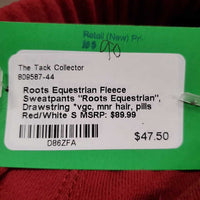 Retail (New) Pri
The Tack Collector
809587-44
Roots Equestrian Fleece
Sweatpants "Roots Equestrian",
Drawstring *vgc, mnr hair, pills
Red/White S MSRP: $89.99
$47.50
D86ZFA